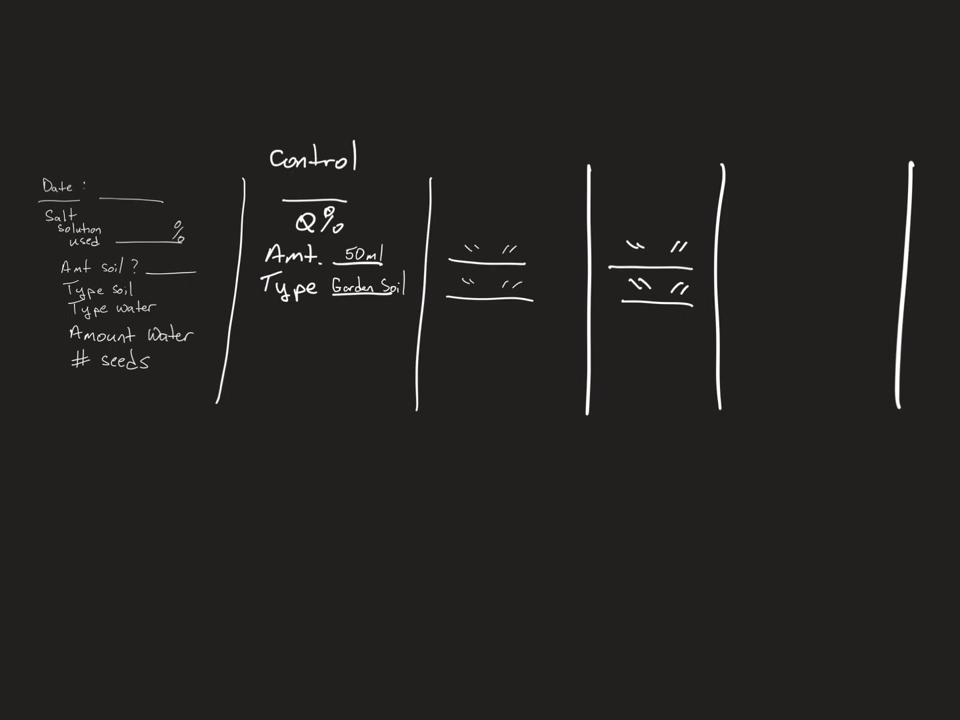 Control
Date :
Salt
solution
used %
Amt soil ?
Type soil
Type water
Amount Water
# seeds
0%
Amt. 50ml
Type Garden Soil
" "
" "
" "
" "